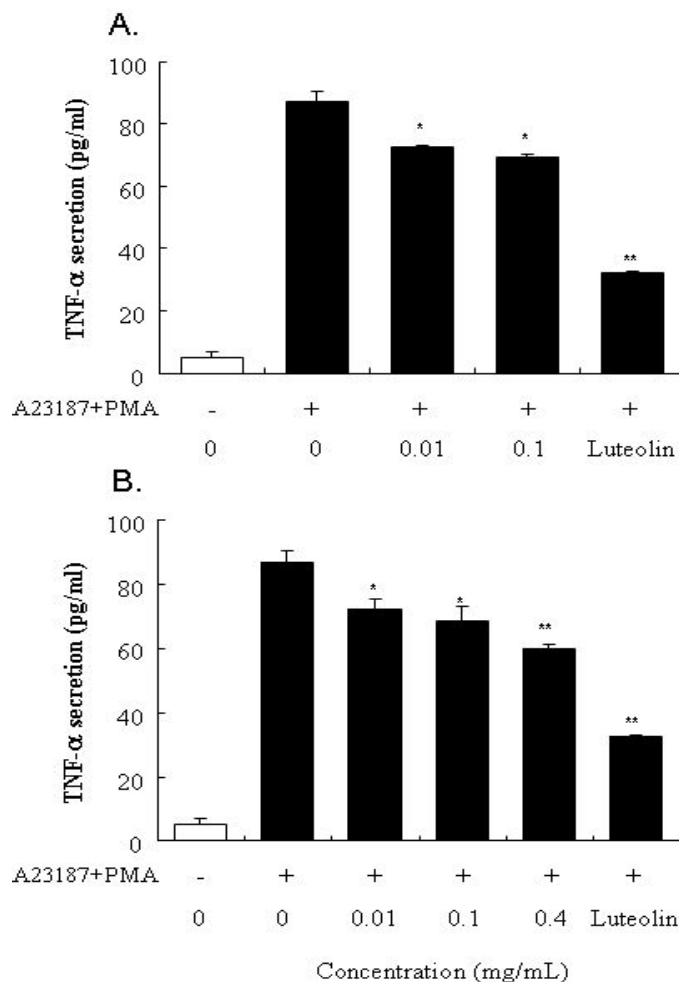 A.
TNF-α secretion (pg/ml)
100
80
60
40
20
0
*
*
**
A23187+PMA - + + + +
0 0 0.01 0.1 Luteolin
B.
TNF-α secretion (pg/ml)
100
80
60
40
20
0
*
*
**
**
A23187+PMA - + + + + +
0 0 0.01 0.1 0.4 Luteolin
Concentration (mg/mL)